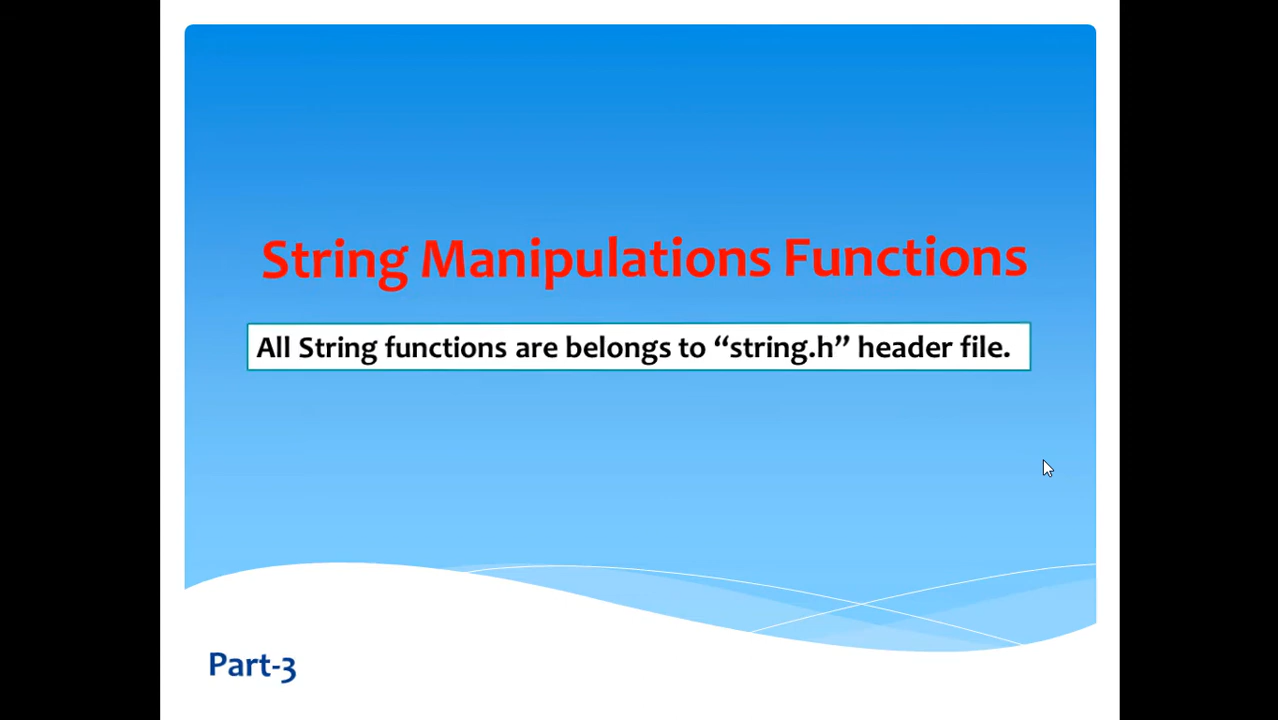 String Manipulations Functions
All String functions are belongs to “string.h” header file.
Part-3